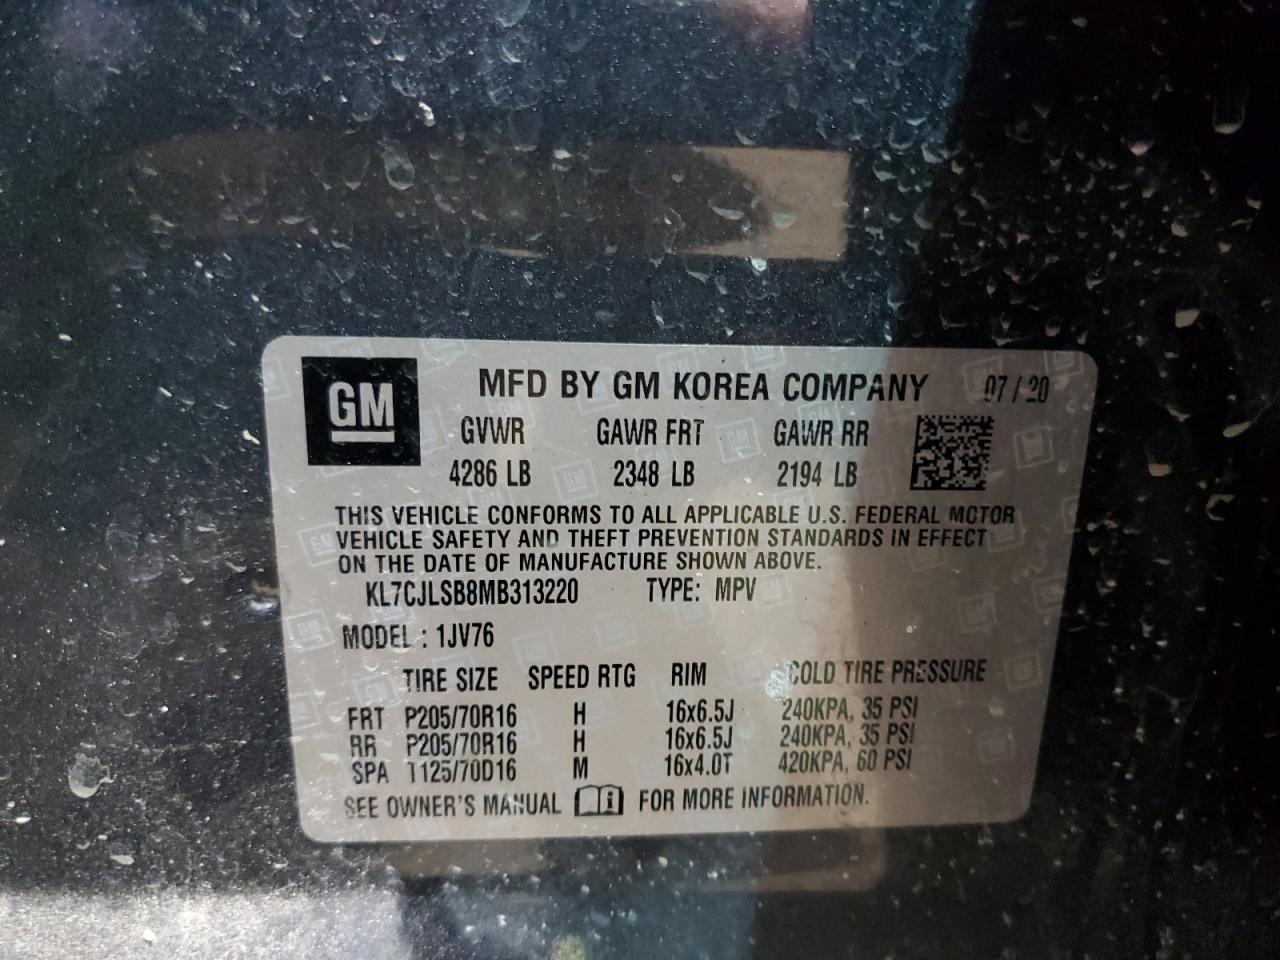 GM
MFD BY GM KOREA COMPANY 07/20
GVWR GAWR FRT GAWR RR
4286 LB 2348 LB 2194 LB
THIS VEHICLE CONFORMS TO ALL APPLICABLE U.S. FEDERAL MOTOR
VEHICLE SAFETY AND THEFT PREVENTION STANDARDS IN EFFECT
ON THE DATE OF MANUFACTURE SHOWN ABOVE.
KL7CJLSB8MB313220 TYPE: MPV
MODEL : 1JV76
TIRE SIZE SPEED RTG RIM COLD TIRE PRESSURE
FRT P205/70R16 H 16x6.5J 240KPA, 35 PSI
RR P205/70R16 H 16x6.5J 240KPA, 35 PSI
SPA T125/70D16 M 16x4.0T 420KPA, 60 PSI
SEE OWNER'S MANUAL FOR MORE INFORMATION.